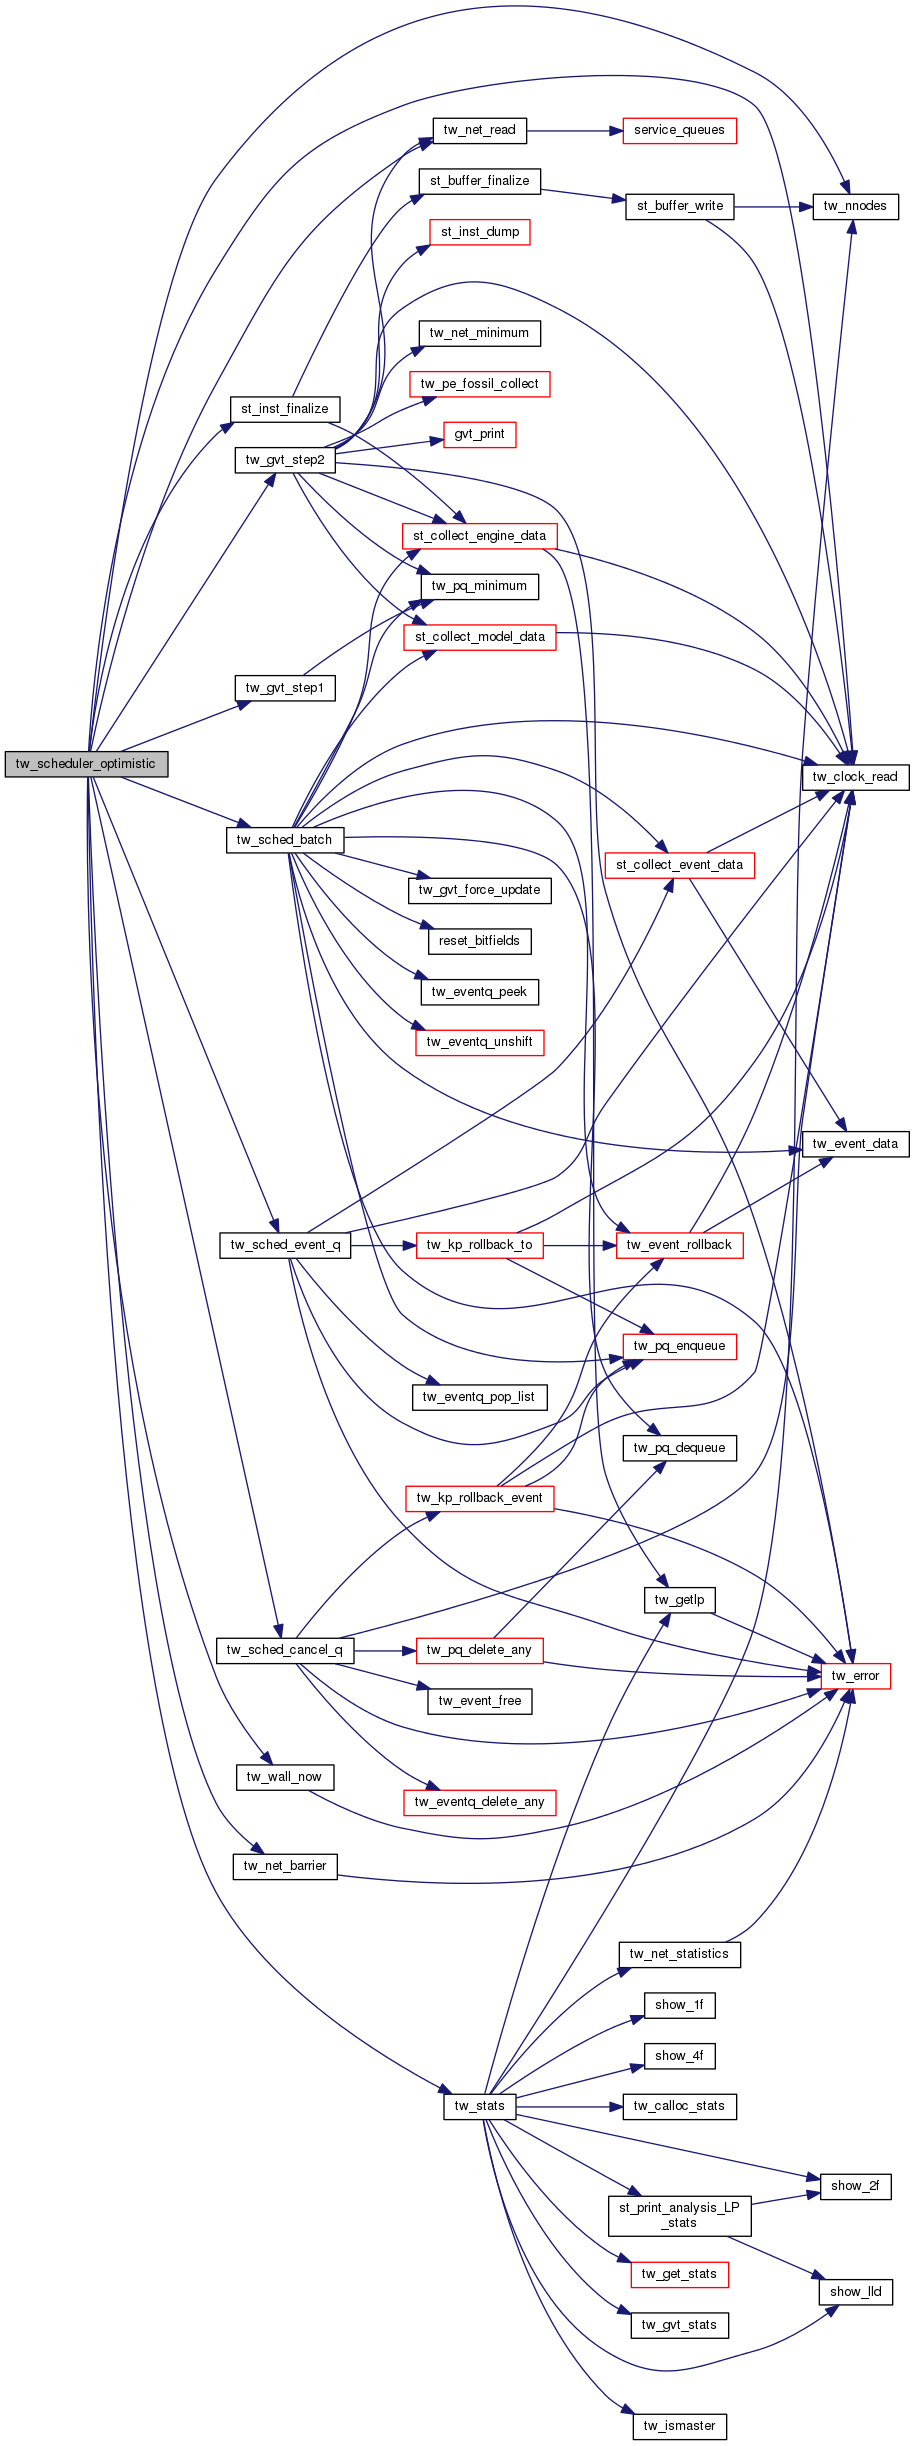 tw_net_read
service_queues
st_buffer_finalize
st_buffer_write
tw_nnodes
st_inst_dump
tw_net_minimum
tw_pe_fossil_collect
st_inst_finalize
gvt_print
tw_gvt_step2
st_collect_engine_data
tw_pq_minimum
st_collect_model_data
tw_gvt_step1
tw_scheduler_optimistic
tw_clock_read
tw_sched_batch
st_collect_event_data
tw_gvt_force_update
reset_bitfields
tw_eventq_peek
tw_eventq_unshift
tw_event_data
tw_sched_event_q
tw_kp_rollback_to
tw_event_rollback
tw_pq_enqueue
tw_eventq_pop_list
tw_pq_dequeue
tw_kp_rollback_event
tw_getlp
tw_sched_cancel_q
tw_pq_delete_any
tw_error
tw_event_free
tw_wall_now
tw_eventq_delete_any
tw_net_barrier
tw_net_statistics
show_1f
show_4f
tw_stats
tw_calloc_stats
show_2f
st_print_analysis_LP
_stats
tw_get_stats
show_lld
tw_gvt_stats
tw_ismaster